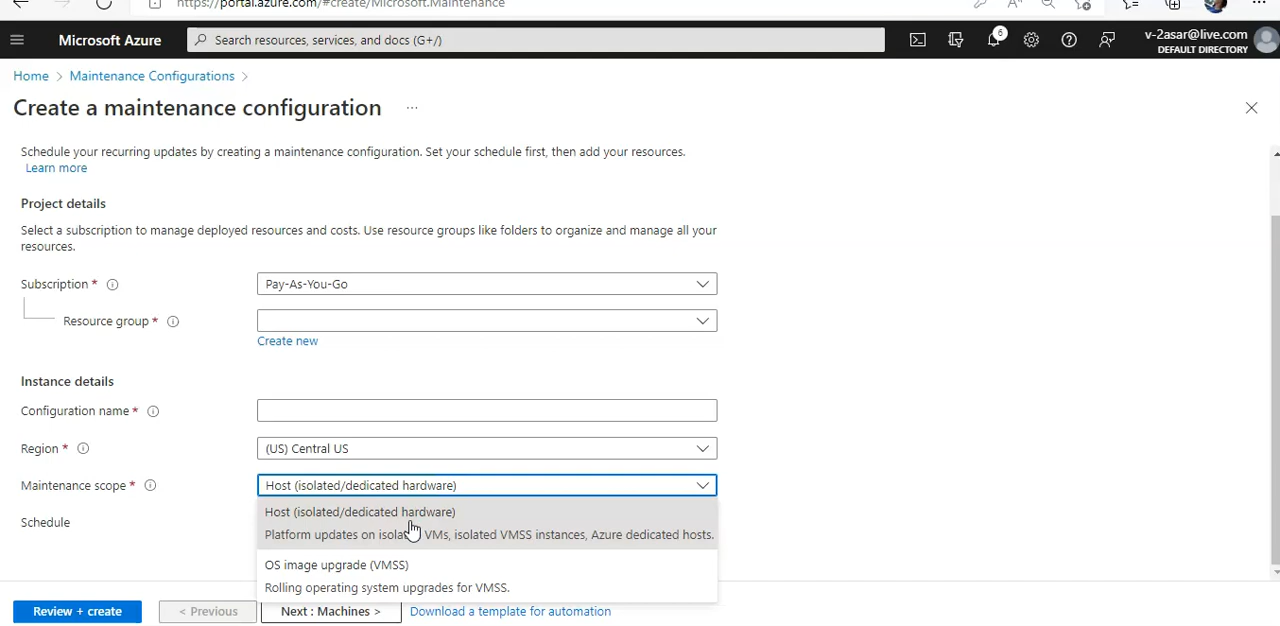 https://portal.azure.com/#create/Microsoft.Maintenance
Microsoft Azure
Search resources, services, and docs (G+/)
6
v-2asar@live.com
DEFAULT DIRECTORY
Home > Maintenance Configurations >
Create a maintenance configuration ...
Schedule your recurring updates by creating a maintenance configuration. Set your schedule first, then add your resources.
Learn more
Project details
Select a subscription to manage deployed resources and costs. Use resource groups like folders to organize and manage all your
resources.
Subscription *
Pay-As-You-Go
Resource group *
Create new
Instance details
Configuration name *
Region *
(US) Central US
Maintenance scope *
Host (isolated/dedicated hardware)
Host (isolated/dedicated hardware)
Schedule
Platform updates on isolated VMs, isolated VMSS instances, Azure dedicated hosts.
OS image upgrade (VMSS)
Rolling operating system upgrades for VMSS.
Review + create
< Previous
Next : Machines >
Download a template for automation